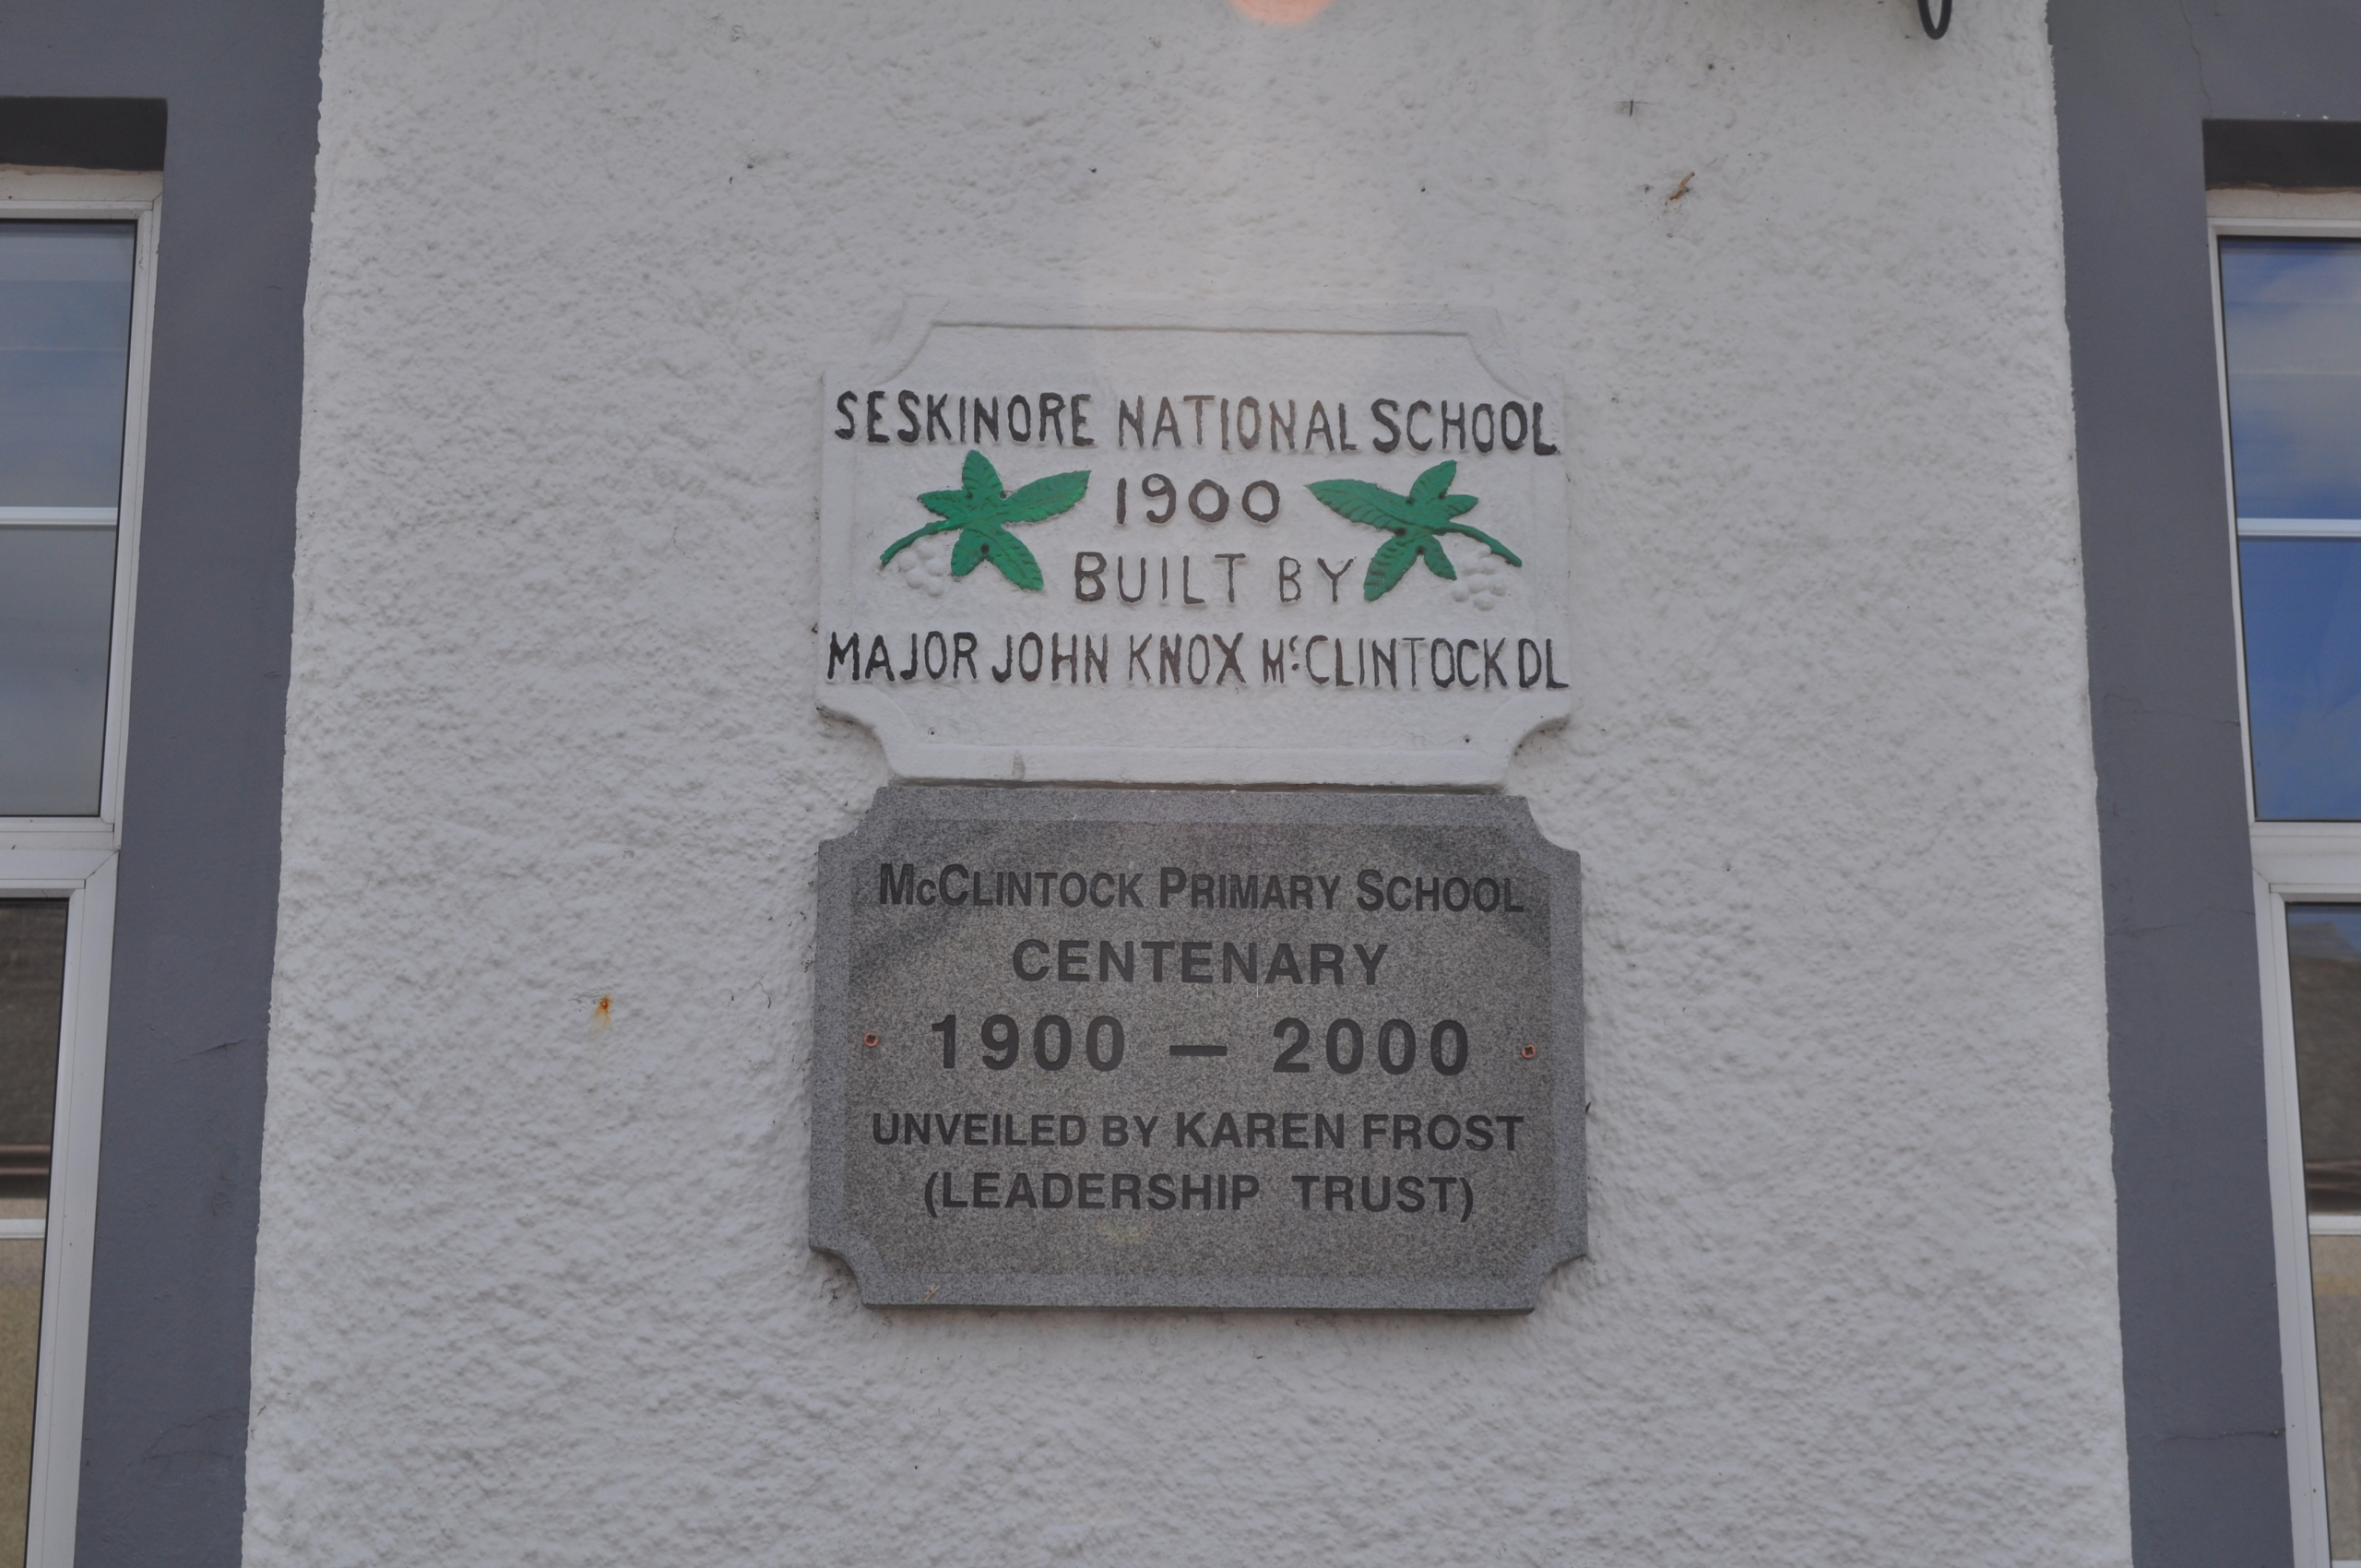 SESKINORE NATIONAL SCHOOL
1900
BUILT BY
MAJOR JOHN KNOX McCLINTOCK DL
McCLINTOCK PRIMARY SCHOOL
CENTENARY
1900 — 2000
UNVEILED BY KAREN FROST
(LEADERSHIP TRUST)